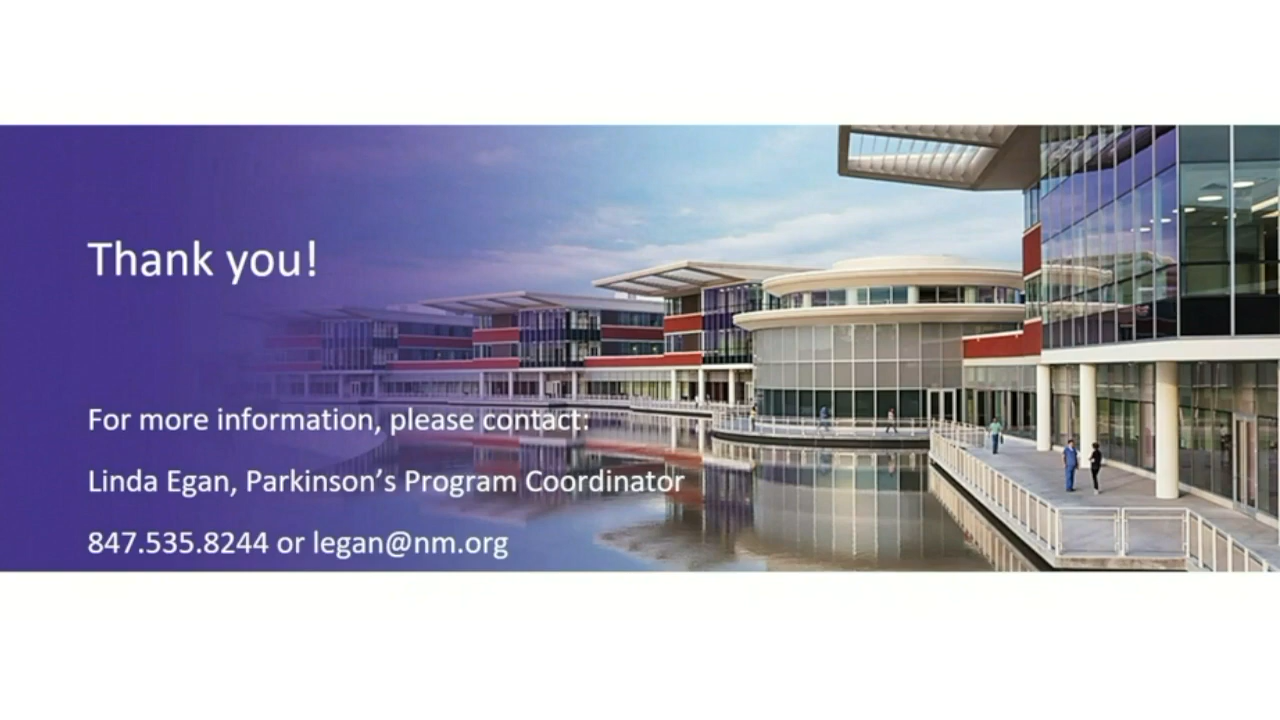 Thank you!
For more information, please contact:
Linda Egan, Parkinson’s Program Coordinator
847.535.8244 or legan@nm.org